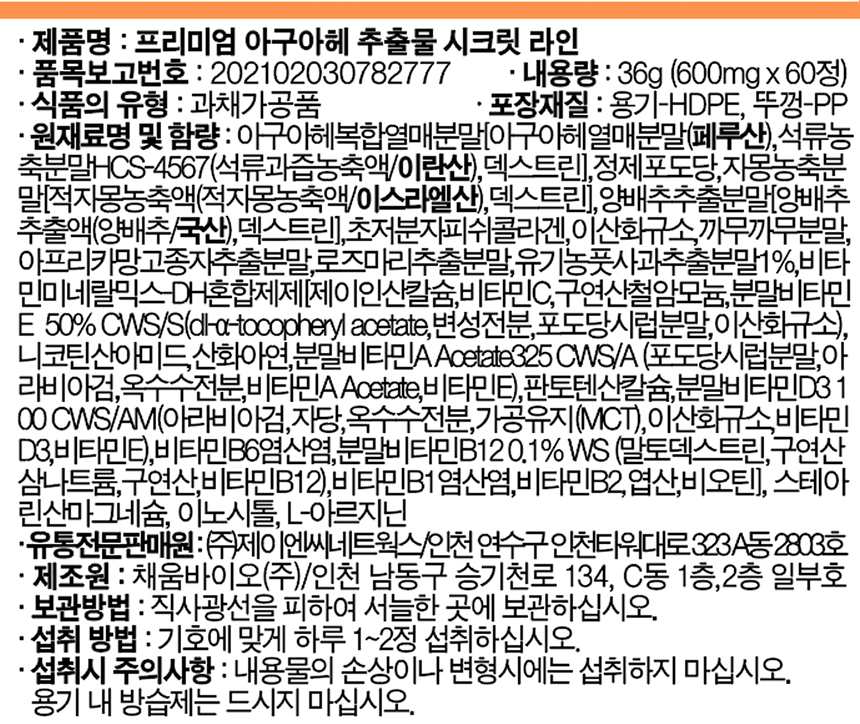 · 제품명 : 프리미엄 아구아헤 추출물 시크릿 라인
· 품목보고번호 : 202102030782777 · 내용량 : 36g (600mg x 60정)
· 식품의 유형 : 과채가공품 · 포장재질 : 용기-HDPE, 뚜껑-PP
· 원재료명 및 함량 : 아구아헤복합열매분말[아구아헤열매분말(페루산),석류농
축분말HCS-4567(석류과즙농축액/이란산),덱스트린],정제포도당,자몽농축분
말[적자몽농축액(적자몽농축액/이스라엘산),덱스트린],양배추추출분말[양배추
추출액(양배추/국산),덱스트린],초저분자피쉬콜라겐,이산화규소,까무까무분말,
아프리카망고종자추출분말,로즈마리추출분말,유기농풋사과추출분말1%,비타
민미네랄믹스-DH혼합제제[제이인산칼슘,비타민C,구연산철암모늄,분말비타민
E 50% CWS/S(dl-α-tocopheryl acetate,변성전분,포도당시럽분말,이산화규소),
니코틴산아미드,산화아연,분말비타민A Acetate325 CWS/A (포도당시럽분말,아
라비아검,옥수수전분,비타민A Acetate,비타민E),판토텐산칼슘,분말비타민D3 1
00 CWS/AM(아라비아검,자당,옥수수전분,가공유지(MCT),이산화규소,비타민
D3,비타민E),비타민B6염산염,분말비타민B12 0.1% WS (말토덱스트린,구연산
삼나트륨,구연산,비타민B12),비타민B1염산염,비타민B2,엽산,비오틴], 스테아
린산마그네슘, 이노시톨, L-아르지닌
· 유통전문판매원 : ㈜제이엔씨네트웍스/인천 연수구 인천타워대로 323 A동 2803호
· 제조원 : 채움바이오(주)/인천 남동구 승기천로 134, C동 1층,2층 일부호
· 보관방법 : 직사광선을 피하여 서늘한 곳에 보관하십시오.
· 섭취 방법 : 기호에 맞게 하루 1~2정 섭취하십시오.
· 섭취시 주의사항 : 내용물의 손상이나 변형시에는 섭취하지 마십시오.
용기 내 방습제는 드시지 마십시오.